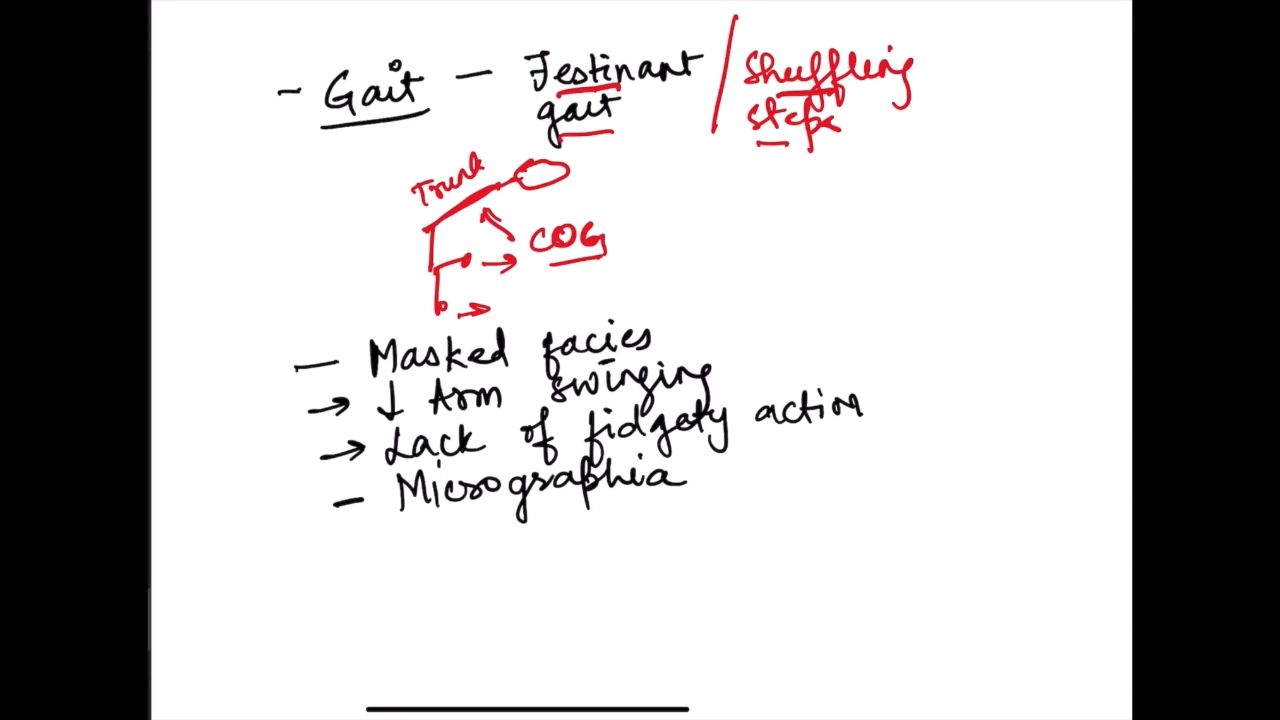 - Gait - Festinant / Shuffling
gait steps
Trunk
COG
- Masked facies
→ ↓ Arm swinging
→ Lack of fidgety action
- Micrographia